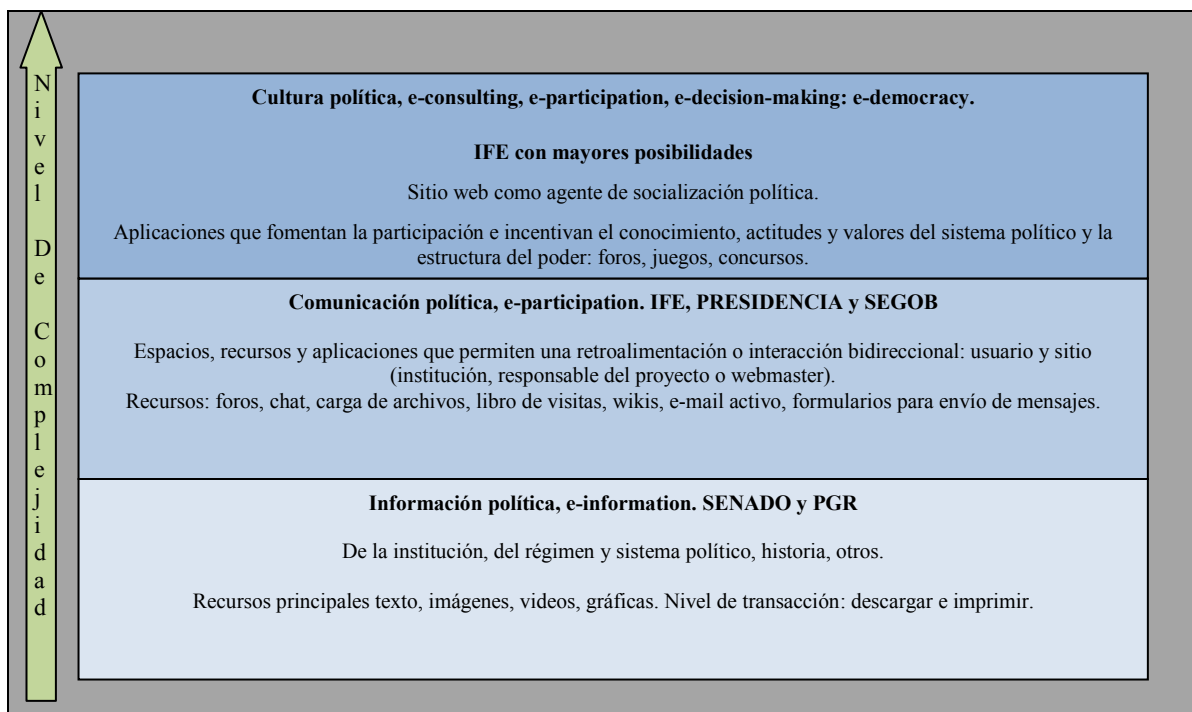 Nivel De Complejidad
Cultura política, e-consulting, e-participation, e-decision-making: e-democracy.
IFE con mayores posibilidades
Sitio web como agente de socialización política.
Aplicaciones que fomentan la participación e incentivan el conocimiento, actitudes y valores del sistema político y la
estructura del poder: foros, juegos, concursos.
Comunicación política, e-participation. IFE, PRESIDENCIA y SEGOB
Espacios, recursos y aplicaciones que permiten una retroalimentación o interacción bidireccional: usuario y sitio
(institución, responsable del proyecto o webmaster).
Recursos: foros, chat, carga de archivos, libro de visitas, wikis, e-mail activo, formularios para envío de mensajes.
Información política, e-information. SENADO y PGR
De la institución, del régimen y sistema político, historia, otros.
Recursos principales texto, imágenes, videos, gráficas. Nivel de transacción: descargar e imprimir.